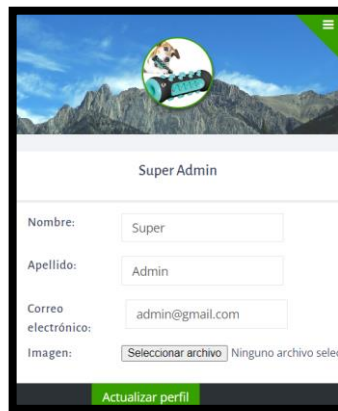 Super Admin
Nombre:
Super
Apellido:
Admin
Correo
electrónico:
admin@gmail.com
Imagen:
Seleccionar archivo Ninguno archivo selec
Actualizar perfil